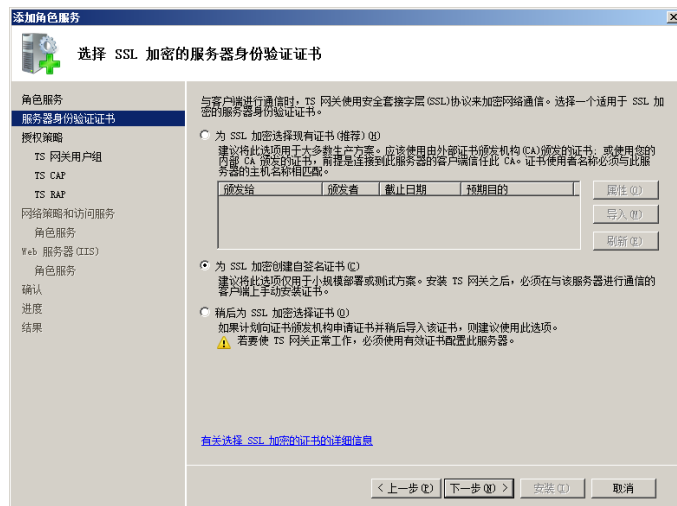 添加角色服务
选择 SSL 加密的服务器身份验证证书
角色服务
服务器身份验证证书
授权策略
TS 网关用户组
TS CAP
TS RAP
网络策略和访问服务
角色服务
Web 服务器(IIS)
角色服务
确认
进度
结果
与客户端进行通信时，TS 网关使用安全套接字层(SSL)协议来加密网络通信。选择一个适用于 SSL 加
密的服务器身份验证证书。
为 SSL 加密选择现有证书(推荐)(H)
建议将此选项用于大多数生产方案。应该使用由外部证书颁发机构(CA)颁发的证书；或使用您的
内部 CA 颁发的证书，前提是连接到此服务器的客户端信任此 CA。证书使用者名称必须与此服
务器的主机名称相匹配。
颁发给 颁发者 截止日期 预期目的
属性(O)
导入(M)
刷新(E)
为 SSL 加密创建自签名证书(C)
建议将此选项仅用于小规模部署或测试方案。安装 TS 网关之后，必须在与该服务器进行通信的
客户端上手动安装证书。
稍后为 SSL 加密选择证书(O)
如果计划向证书颁发机构申请证书并稍后导入该证书，则建议使用此选项。
若要使 TS 网关正常工作，必须使用有效证书配置此服务器。
有关选择 SSL 加密的证书的详细信息
< 上一步(P) 下一步(N) > 安装(I) 取消